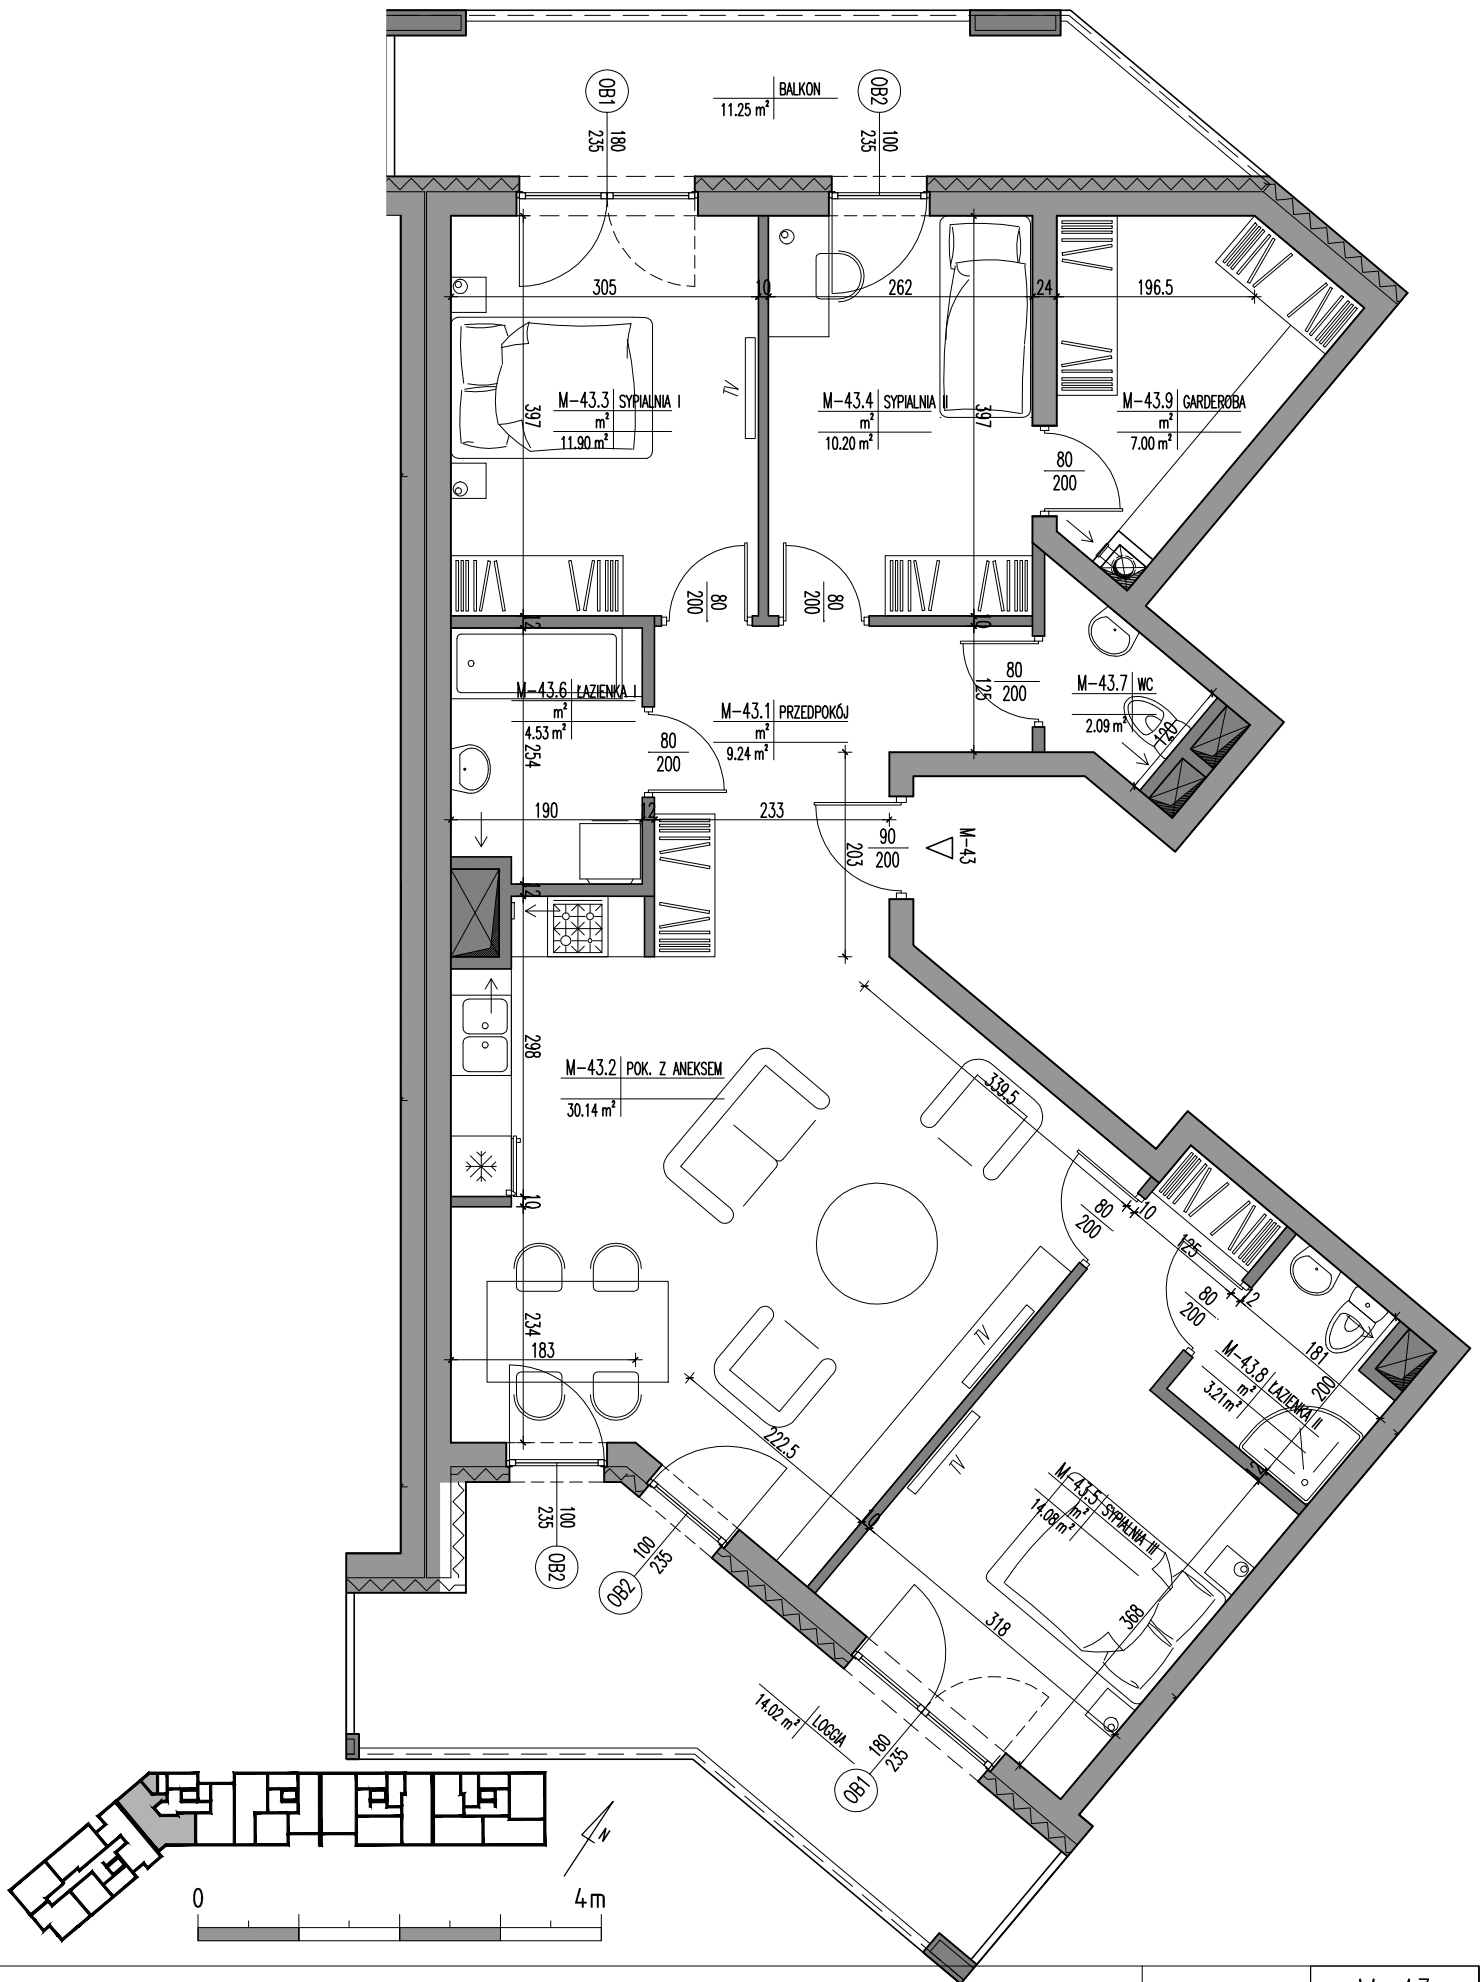 BALKON
11.25 m²
OB1
180
235
OB2
100
235
305
10
262
24
196.5
TV
M-43.3 SYPIALNIA I
m²
11.90 m²
397
M-43.4 SYPIALNIA II
m²
10.20 m²
397
M-43.9 GARDEROBA
m²
7.00 m²
80
200
80
200
80
200
12
10
M-43.6 ŁAZIENKA I
m²
4.53 m²
254
M-43.1 PRZEDPOKÓJ
m²
9.24 m²
80
200
125
80
200
M-43.7 WC
2.09 m²
120
190
12
233
203
90
200
M-43
12
298
M-43.2 POK. Z ANEKSEM
30.14 m²
339.5
10
80
200
10
125
80
200
12
181
200
M-43.8 ŁAZIENKA II
m²
3.21 m²
234
183
TV
222.5
TV
10
12
M-43.5 SYPIALNIA III
m²
14.08 m²
100
235
OB2
100
235
OB2
318
368
180
235
OB1
LOGGIA
14.02 m²
N
0
4m